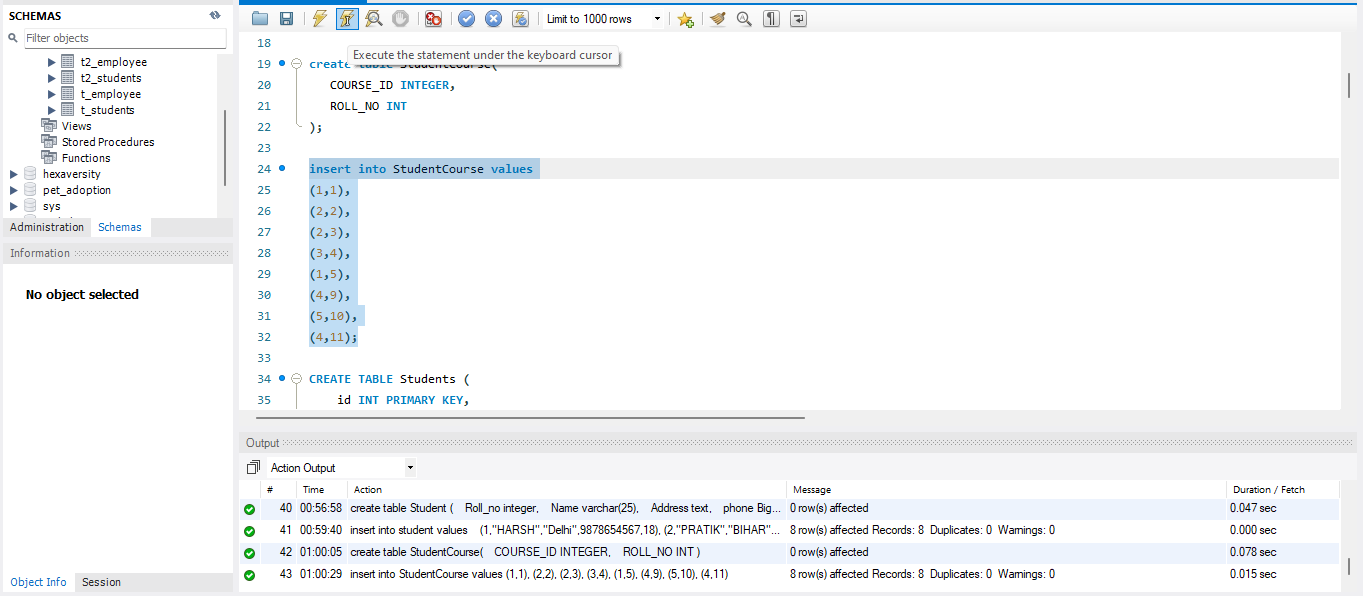 SCHEMAS
Filter objects
t2_employee
t2_students
t_employee
t_students
Views
Stored Procedures
Functions
hexaversity
pet_adoption
sys
Administration Schemas
Information
No object selected
Object Info Session
Limit to 1000 rows
Execute the statement under the keyboard cursor
18
19 create table StudentCourse(
20 COURSE_ID INTEGER,
21 ROLL_NO INT
22 );
23
24 insert into StudentCourse values
25 (1,1),
26 (2,2),
27 (2,3),
28 (3,4),
29 (1,5),
30 (4,9),
31 (5,10),
32 (4,11);
33
34 CREATE TABLE Students (
35 id INT PRIMARY KEY,
Output
Action Output
# Time Action Message Duration / Fetch
40 00:56:58 create table Student ( Roll_no integer, Name varchar(25), Address text, phone Big... 0 row(s) affected 0.047 sec
41 00:59:40 insert into student values (1,"HARSH","Delhi",9878654567,18), (2,"PRATIK","BIHAR"... 8 row(s) affected Records: 8 Duplicates: 0 Warnings: 0 0.000 sec
42 01:00:05 create table StudentCourse( COURSE_ID INTEGER, ROLL_NO INT ) 0 row(s) affected 0.078 sec
43 01:00:29 insert into StudentCourse values (1,1), (2,2), (2,3), (3,4), (1,5), (4,9), (5,10), (4,11) 8 row(s) affected Records: 8 Duplicates: 0 Warnings: 0 0.015 sec